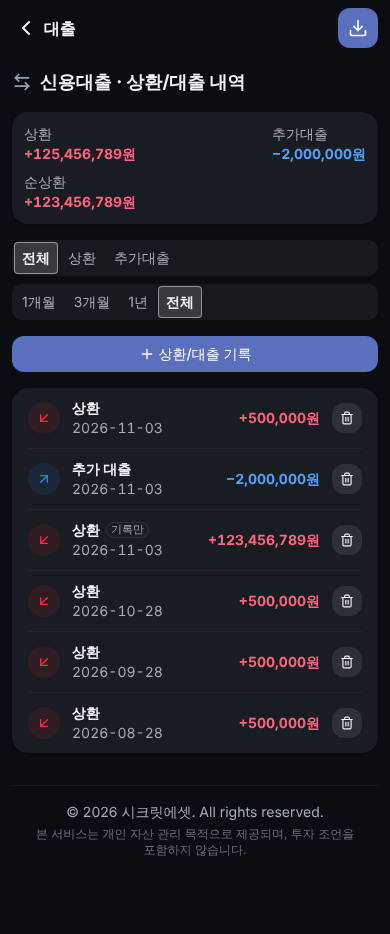 대출
신용대출 · 상환/대출 내역
상환
추가대출
+125,456,789원
−2,000,000원
순상환
+123,456,789원
전체 상환 추가대출
1개월 3개월 1년 전체
+ 상환/대출 기록
상환
2026-11-03
+500,000원
추가 대출
2026-11-03
−2,000,000원
상환 기록만
2026-11-03
+123,456,789원
상환
2026-10-28
+500,000원
상환
2026-09-28
+500,000원
상환
2026-08-28
+500,000원
© 2026 시크릿에셋. All rights reserved.
본 서비스는 개인 자산 관리 목적으로 제공되며, 투자 조언을
포함하지 않습니다.